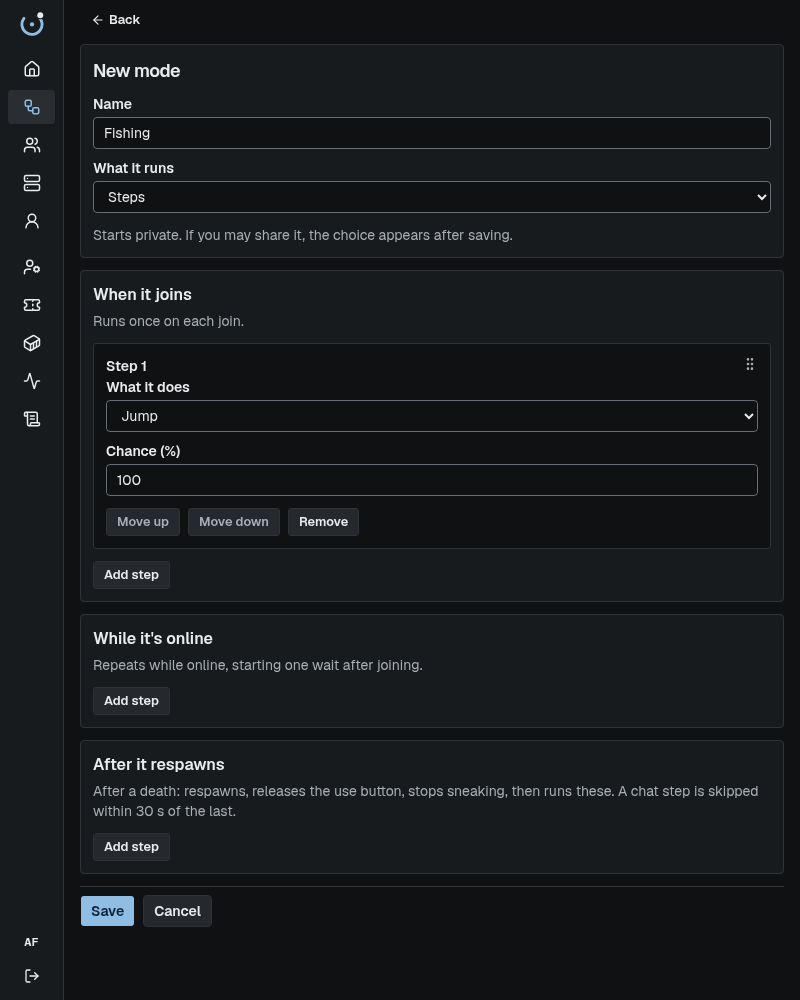 Back
New mode
Name
Fishing
What it runs
Steps
Starts private. If you may share it, the choice appears after saving.
When it joins
Runs once on each join.
Step 1
What it does
Jump
Chance (%)
100
Move up
Move down
Remove
Add step
While it's online
Repeats while online, starting one wait after joining.
Add step
After it respawns
After a death: respawns, releases the use button, stops sneaking, then runs these. A chat step is skipped
within 30 s of the last.
Add step
Save
Cancel
AF